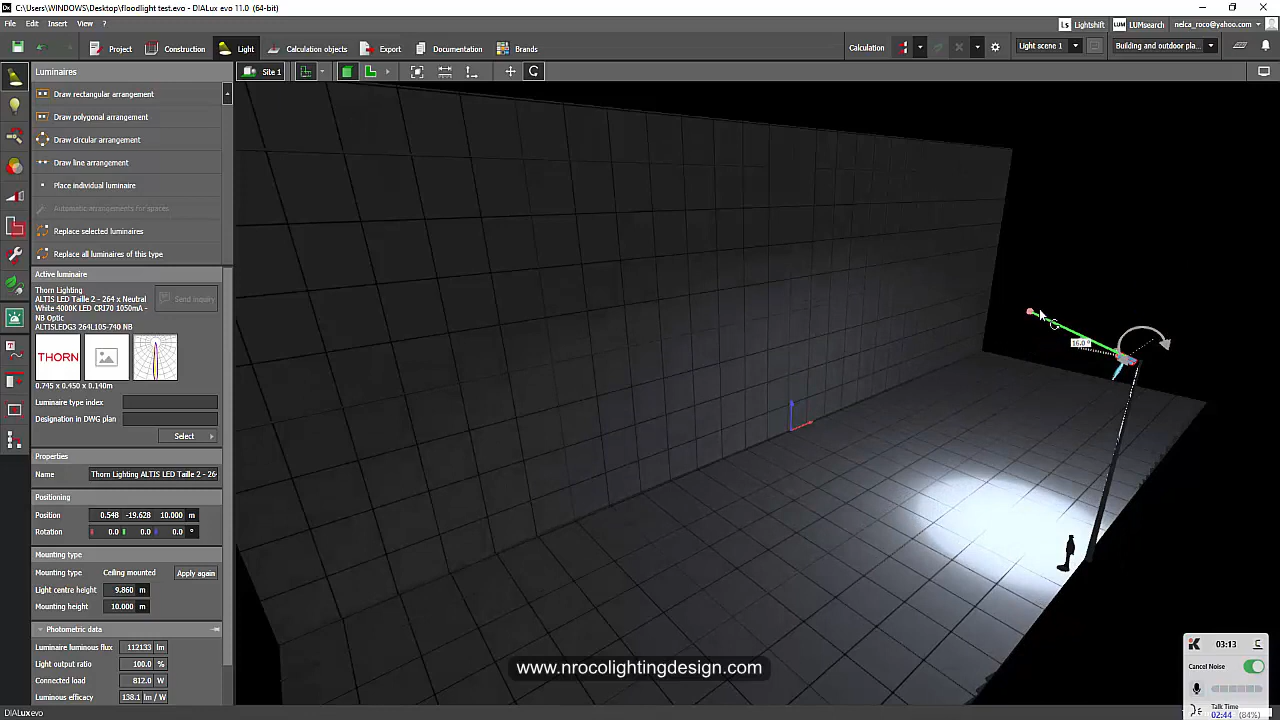 C:\Users\WINDOWS\Desktop\floodlight test.evo - DIALux evo 11.0 (64-bit)
File Edit Insert View
Lightshift LUMsearch nelca_roco@yahoo.com
Project Construction Light Calculation objects Export Documentation Brands Calculation Light scene 1 Building and outdoor pla...
Luminaires
Site 1
Draw rectangular arrangement
Draw polygonal arrangement
Draw circular arrangement
Draw line arrangement
Place individual luminaire
Automatic arrangements for spaces
Replace selected luminaires
Replace all luminaires of this type
Active luminaire
Thorn Lighting
ALTIS LED Taille 2 - 264 x Neutral
White 4000K LED CRI70 1050mA -
NB Optic
ALTISLEDG3 264L105-740 NB
Send inquiry
THORN
0.745 x 0.450 x 0.140m
Luminaire type index
Designation in DWG plan
Select
Properties
Name Thorn Lighting ALTIS LED Taille 2 - 26
Positioning
Position 0.548 -19.628 10.000 m
Rotation 0.0 0.0 0.0 °
Mounting type
Mounting type Ceiling mounted Apply again
Light centre height 9.860 m
Mounting height 10.000 m
Photometric data
Luminaire luminous flux 112133 lm
Light output ratio 100.0 %
Connected load 812.0 W
Luminous efficacy 138.1 lm / W
DIALux evo
16.0 °
www.nrocolightingdesign.com
03:13
Cancel Noise
Talk Time
02:44 (84%)